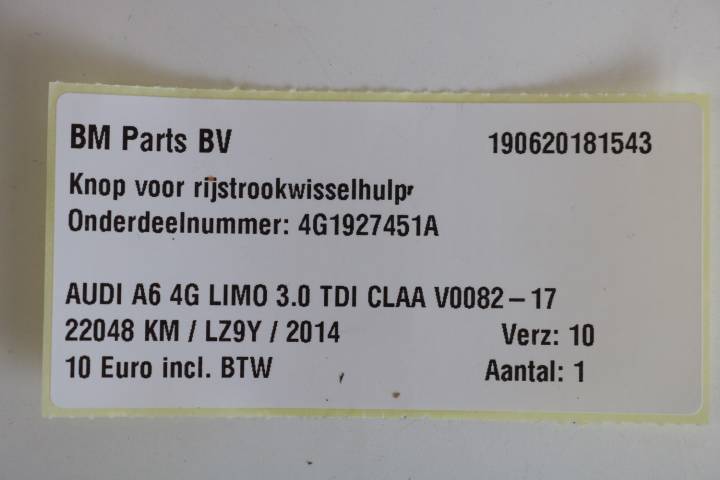 BM Parts BV 190620181543
Knop voor rijstrookwisselhulp
Onderdeelnummer: 4G1927451A
AUDI A6 4G LIMO 3.0 TDI CLAA V0082 – 17
22048 KM / LZ9Y / 2014 Verz: 10
10 Euro incl. BTW Aantal: 1